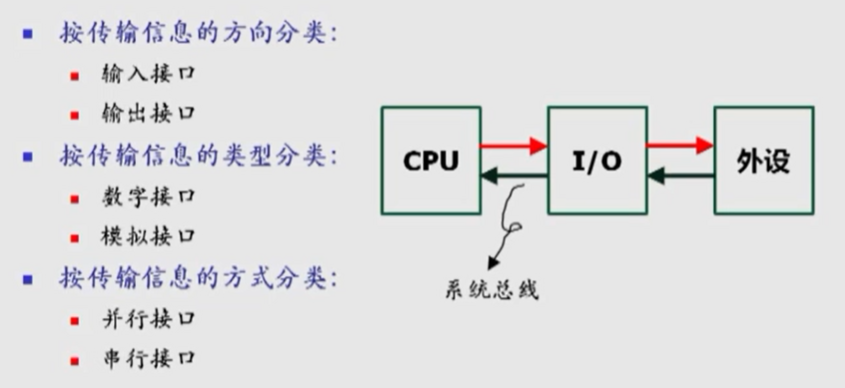 按传输信息的方向分类:
输入接口
输出接口
按传输信息的类型分类:
数字接口
模拟接口
按传输信息的方式分类:
并行接口
串行接口
CPU
I/O
外设
系统总线